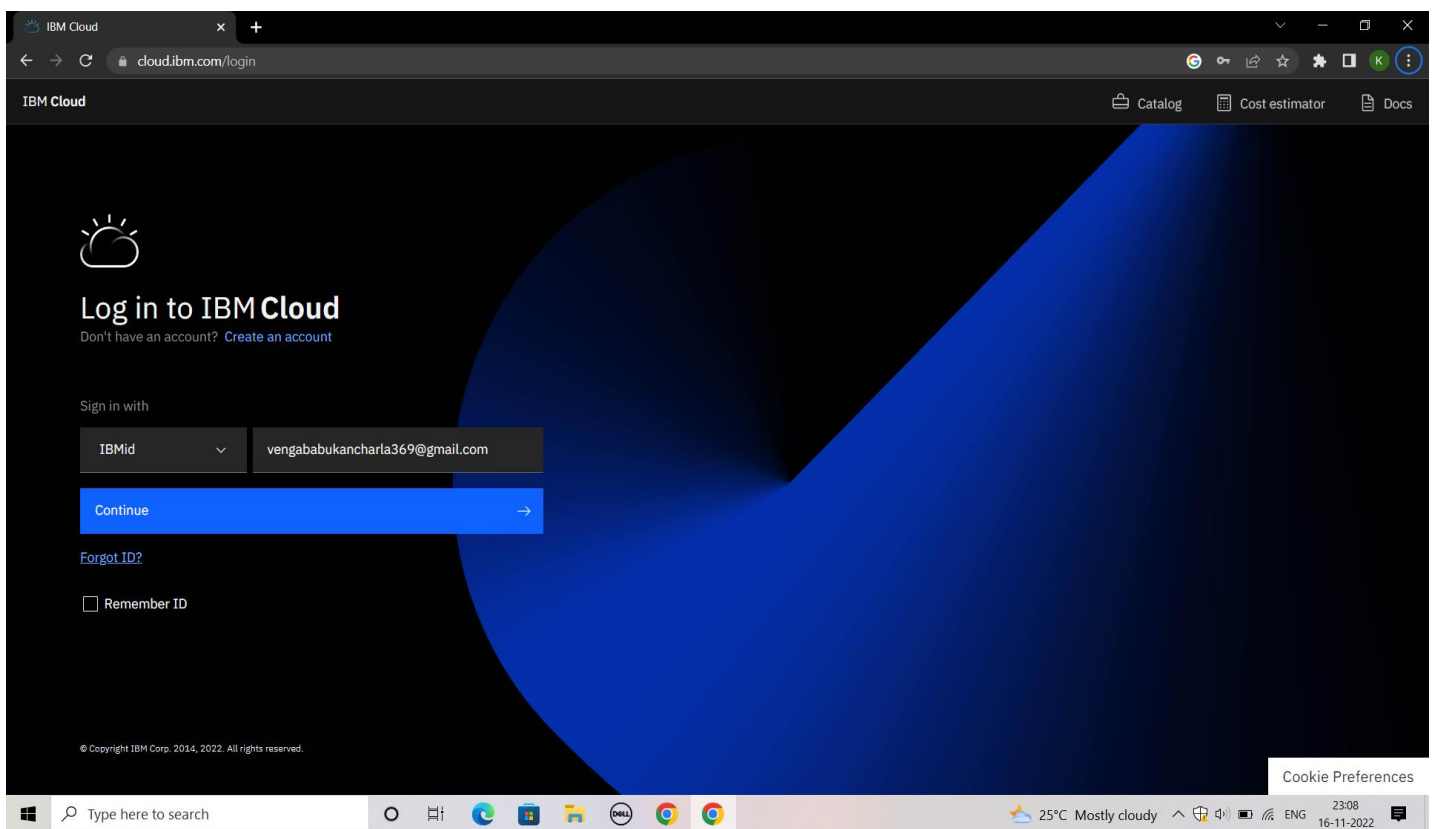 IBM Cloud
cloud.ibm.com/login
K
IBM Cloud
Catalog
Cost estimator
Docs
Log in to IBM Cloud
Don't have an account? Create an account
Sign in with
IBMid
vengababukancharla369@gmail.com
Continue
Forgot ID?
Remember ID
© Copyright IBM Corp. 2014, 2022. All rights reserved.
Cookie Preferences
Type here to search
DELL
25°C Mostly cloudy
ENG
23:08
16-11-2022